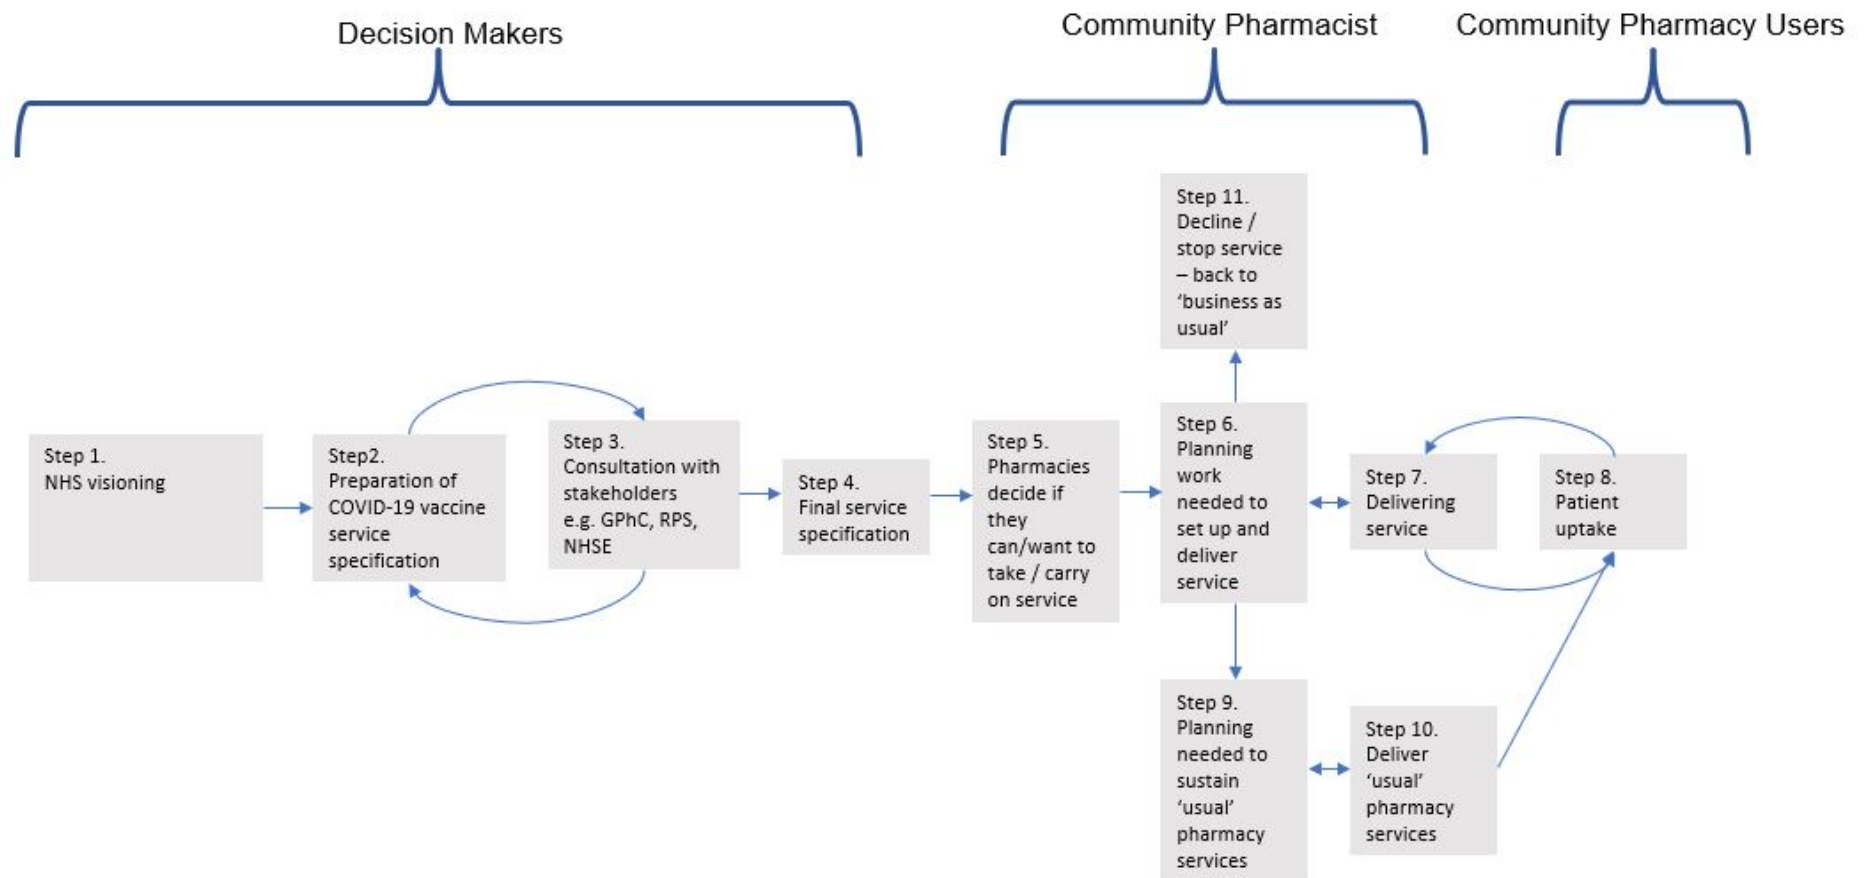 Decision Makers
Community Pharmacist
Community Pharmacy Users
Step 1.
NHS visioning
Step2.
Preparation of
COVID-19 vaccine
service
specification
Step 3.
Consultation with
stakeholders
e.g. GPhC, RPS,
NHSE
Step 4.
Final service
specification
Step 5.
Pharmacies
decide if
they
can/want to
take / carry
on service
Step 6.
Planning
work
needed to
set up and
deliver
service
Step 11.
Decline /
stop service
– back to
‘business as
usual’
Step 7.
Delivering
service
Step 8.
Patient
uptake
Step 9.
Planning
needed to
sustain
‘usual’
pharmacy
services
Step 10.
Deliver
‘usual’
pharmacy
services